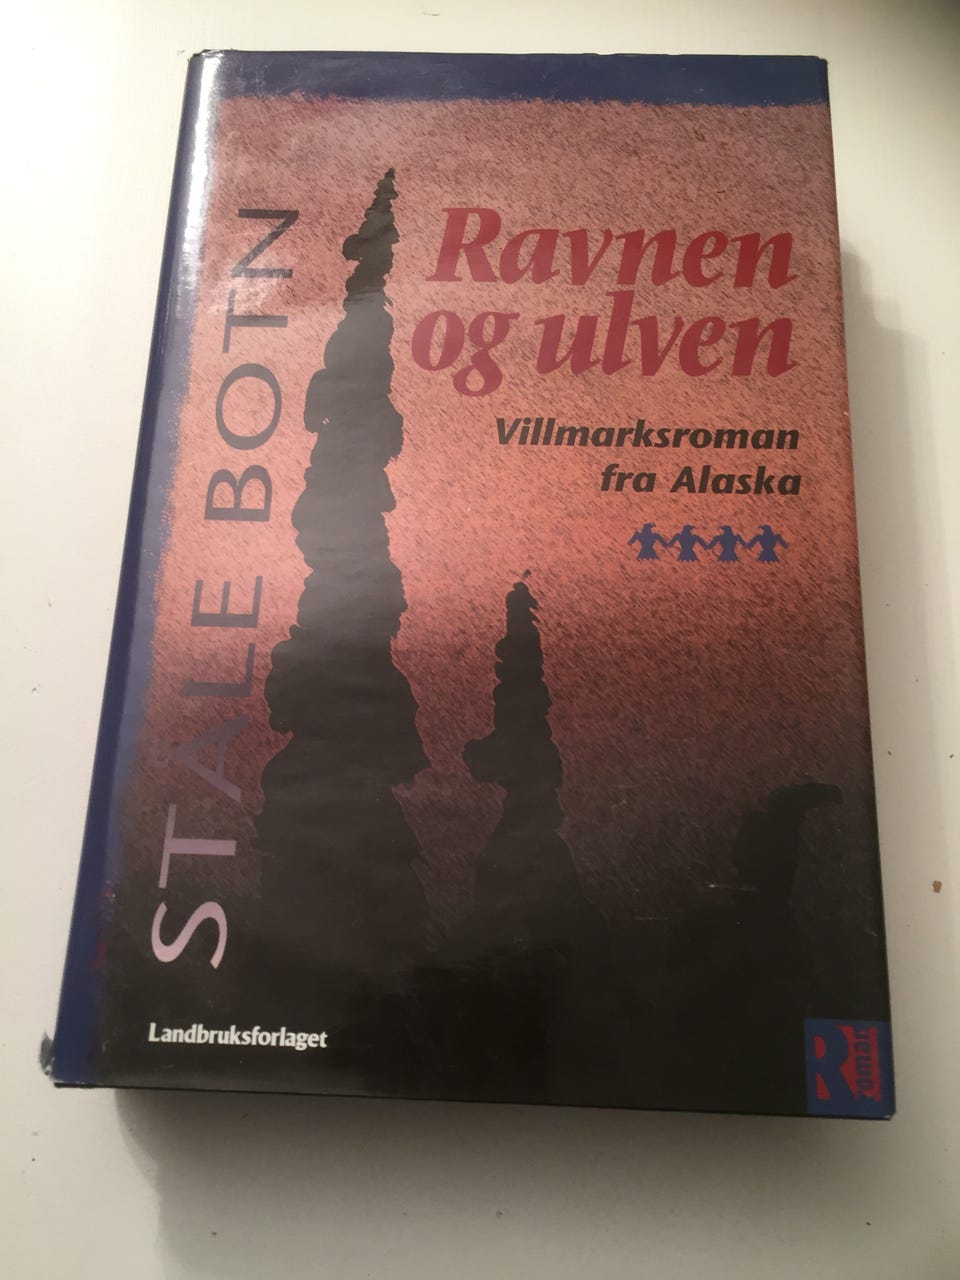 STÅLE BOTN
Ravnen
og ulven
Villmarksroman
fra Alaska
Landbruksforlaget
Roman